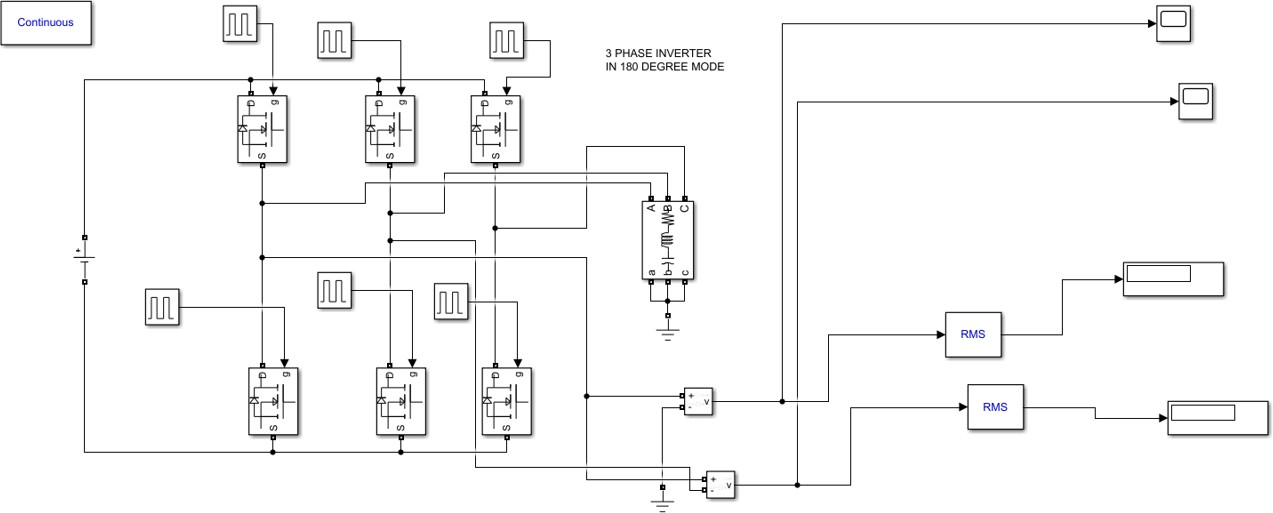 Continuous
3 PHASE INVERTER
IN 180 DEGREE MODE
D g
D g
D g
S
S
S
A B C
a b c
+
D g
D g
D g
S
S
S
+
- v
+
- v
RMS
RMS